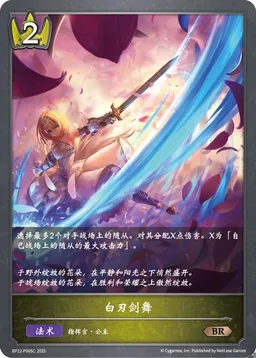 2
选择最多2个对手战场上的随从。对其分配X点伤害。X为「自
己战场上的随从的最大攻击力」。
于野外绽放的花朵，在平静和阳光之下悄然盛开。
于战场绽放的花朵，在胜利和荣耀之上傲然绽放。
白刃剑舞
法术
指挥官·公主
BR
BP12-P06SC 2025
© Cygames, Inc. Published by NetEase Games